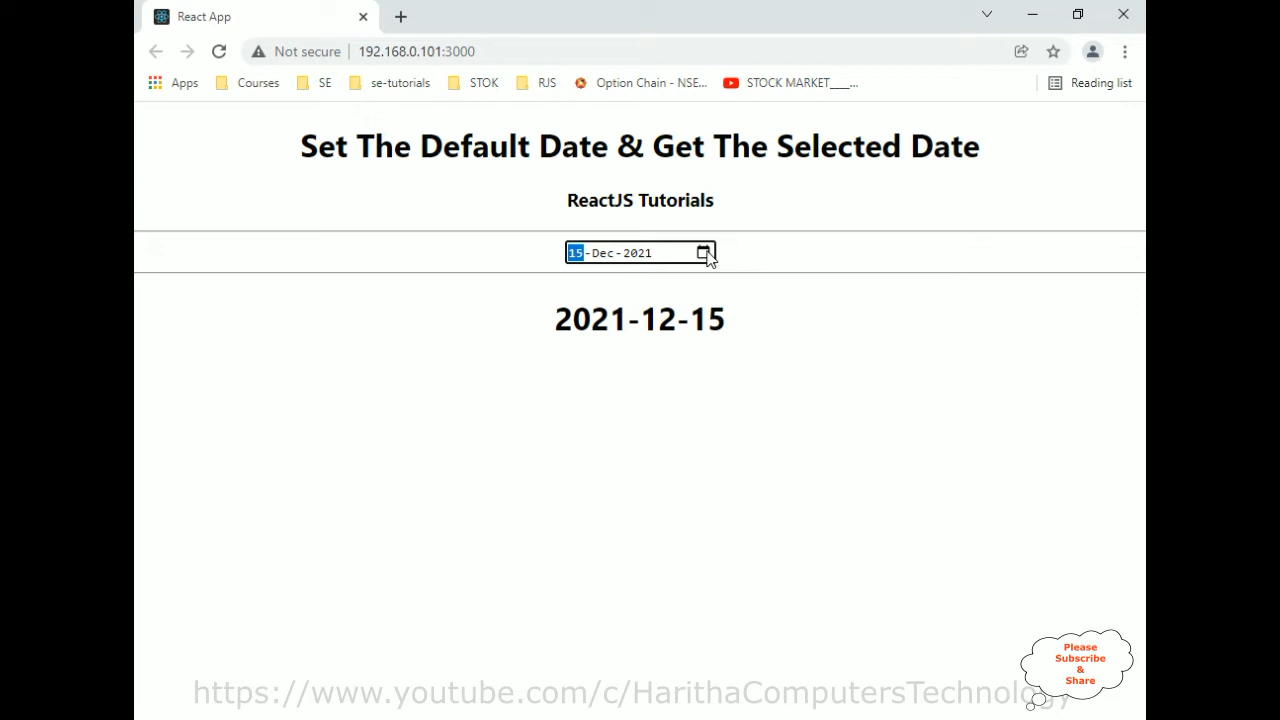 React App
Not secure 192.168.0.101:3000
Apps Courses SE se-tutorials STOK RJS Option Chain - NSE... STOCK MARKET____... Reading list
Set The Default Date & Get The Selected Date
ReactJS Tutorials
15-Dec-2021
2021-12-15
Please
Subscribe
&
Share
https://www.youtube.com/c/HarithaComputersTechnology